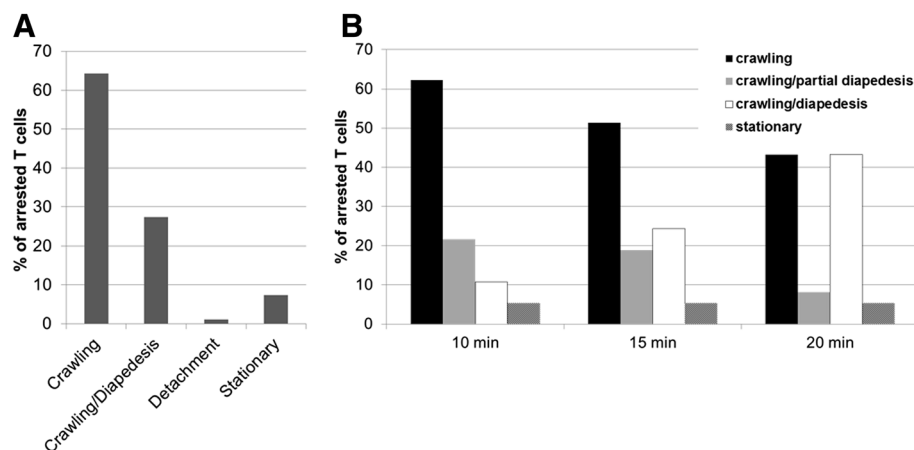 A
% of arrested T cells
70
60
50
40
30
20
10
0
Crawling
Crawling/Diapedesis
Detachment
Stationary
B
% of arrested T cells
70
60
50
40
30
20
10
0
10 min
15 min
20 min
crawling
crawling/partial diapedesis
crawling/diapedesis
stationary